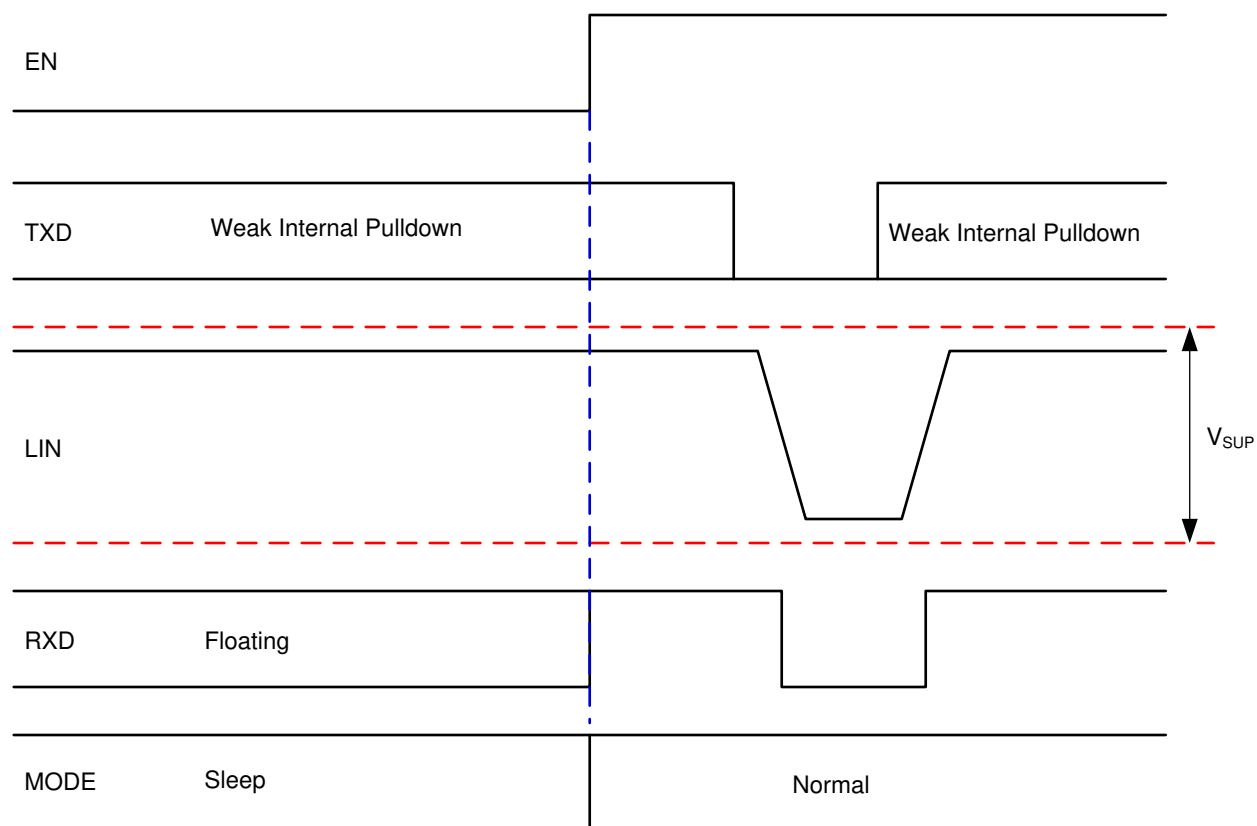 EN
TXD
Weak Internal Pulldown
Weak Internal Pulldown
LIN
VSUP
RXD
Floating
MODE
Sleep
Normal